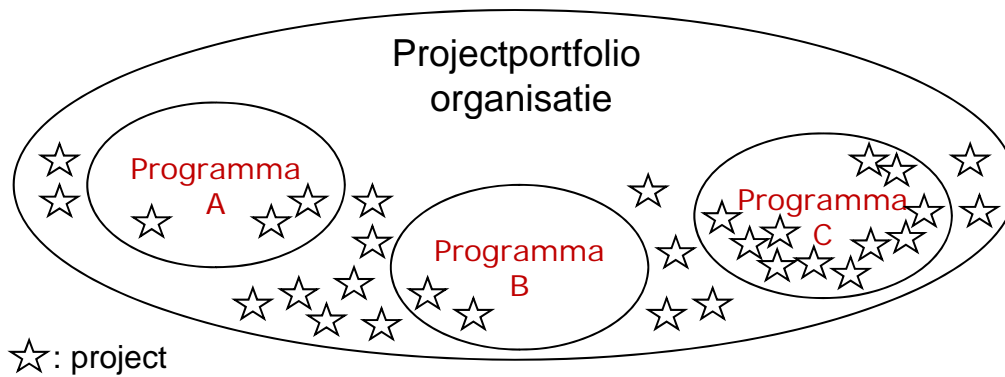 Projectportfolio
organisatie
Programma
A
Programma
B
Programma
C
: project